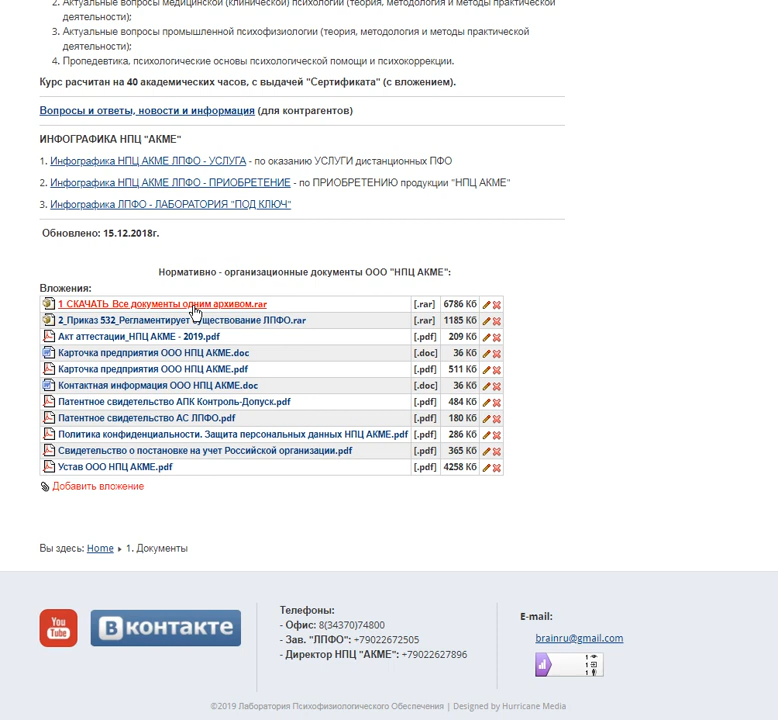 2. Актуальные вопросы медицинской (клинической) психологии (теория, методология и методы практической
деятельности);
3. Актуальные вопросы промышленной психофизиологии (теория, методология и методы практической
деятельности);
4. Пропедевтика, психологические основы психологической помощи и психокоррекции.
Курс расчитан на 40 академических часов, с выдачей "Сертификата" (с вложением).
Вопросы и ответы, новости и информация (для контрагентов)
ИНФОГРАФИКА НПЦ "АКМЕ"
1. Инфографика НПЦ АКМЕ ЛПФО - УСЛУГА - по оказанию УСЛУГИ дистанционных ПФО
2. Инфографика НПЦ АКМЕ ЛПФО - ПРИОБРЕТЕНИЕ - по ПРИОБРЕТЕНИЮ продукции "НПЦ АКМЕ"
3. Инфографика ЛПФО - ЛАБОРАТОРИЯ "ПОД КЛЮЧ"
Обновлено: 15.12.2018г.
Нормативно - организационные документы ООО "НПЦ АКМЕ":
Вложения:
1_СКАЧАТЬ_Все документы одним архивом.rar [.rar] 6786 Кб
2_Приказ 532_Регламентирует существование ЛПФО.rar [.rar] 1185 Кб
Акт аттестации_НПЦ АКМЕ - 2019.pdf [.pdf] 209 Кб
Карточка предприятия ООО НПЦ АКМЕ.doc [.doc] 36 Кб
Карточка предприятия ООО НПЦ АКМЕ.pdf [.pdf] 511 Кб
Контактная информация ООО НПЦ АКМЕ.doc [.doc] 36 Кб
Патентное свидетельство АПК Контроль-Допуск.pdf [.pdf] 484 Кб
Патентное свидетельство АС ЛПФО.pdf [.pdf] 180 Кб
Политика конфиденциальности. Защита персональных данных НПЦ АКМЕ.pdf [.pdf] 286 Кб
Свидетельство о постановке на учет Российской организации.pdf [.pdf] 365 Кб
Устав ООО НПЦ АКМЕ.pdf [.pdf] 4258 Кб
Добавить вложение
Вы здесь: Home 1. Документы
You Tube
В контакте
Телефоны:
- Офис: 8(34370)74800
- Зав. "ЛПФО": +79022672505
- Директор НПЦ "АКМЕ": +79022627896
E-mail:
brainru@gmail.com
1
1
1
©2019 Лаборатория Психофизиологического Обеспечения | Designed by Hurricane Media